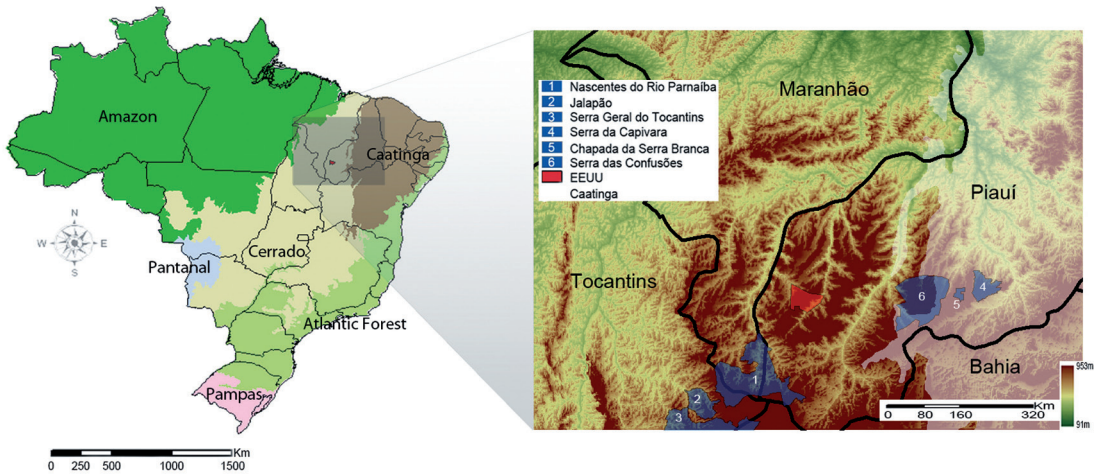 Amazon
Caatinga
N
W E
S
Cerrado
Pantanal
Atlantic Forest
Pampas
Km
0 250 500 1000 1500
1 Nascentes do Rio Parnaíba
2 Jalapão
3 Serra Geral do Tocantins
4 Serra da Capivara
5 Chapada da Serra Branca
6 Serra das Confusões
EEUU
Caatinga
Maranhão
Piauí
Tocantins
6
5
4
Bahia
1
2
3
953m
91m
Km
0 40 80 160 240 320